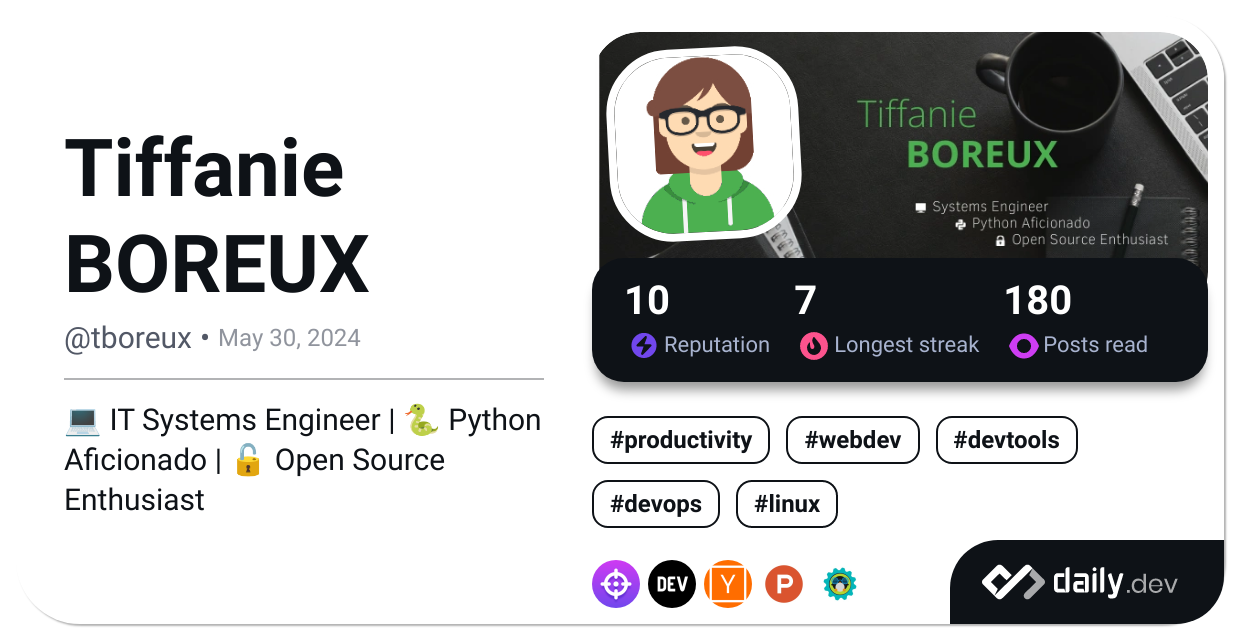 Tiffanie
BOREUX
@tboreux • May 30, 2024
💻 IT Systems Engineer | 🐍 Python
Aficionado | 🔓 Open Source
Enthusiast
Tiffanie
BOREUX
Systems Engineer
Python Aficionado
Open Source Enthusiast
10 7 180
Reputation Longest streak Posts read
#productivity #webdev #devtools
#devops #linux
DEV Y P
daily.dev